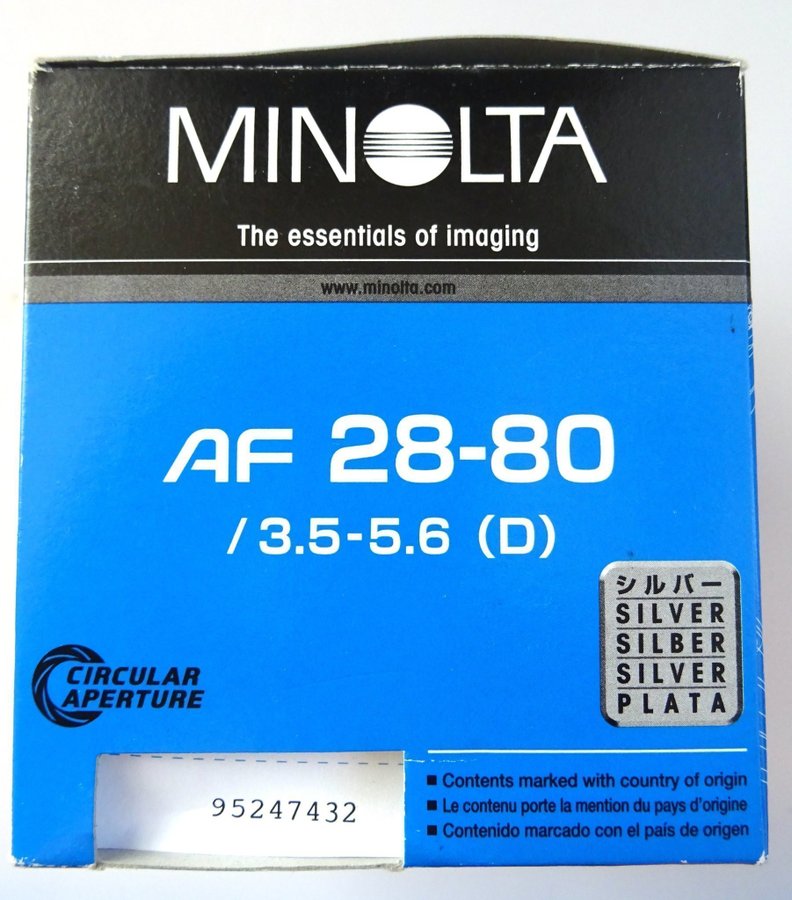 MINOLTA
The essentials of imaging
www.minolta.com
AF 28-80
/ 3.5-5.6 (D)
シルバー
SILVER
SILBER
SILVER
PLATA
CIRCULAR
APERTURE
95247432
■ Contents marked with country of origin
■ Le contenu porte la mention du pays d'origine
■ Contenido marcado con el país de origen